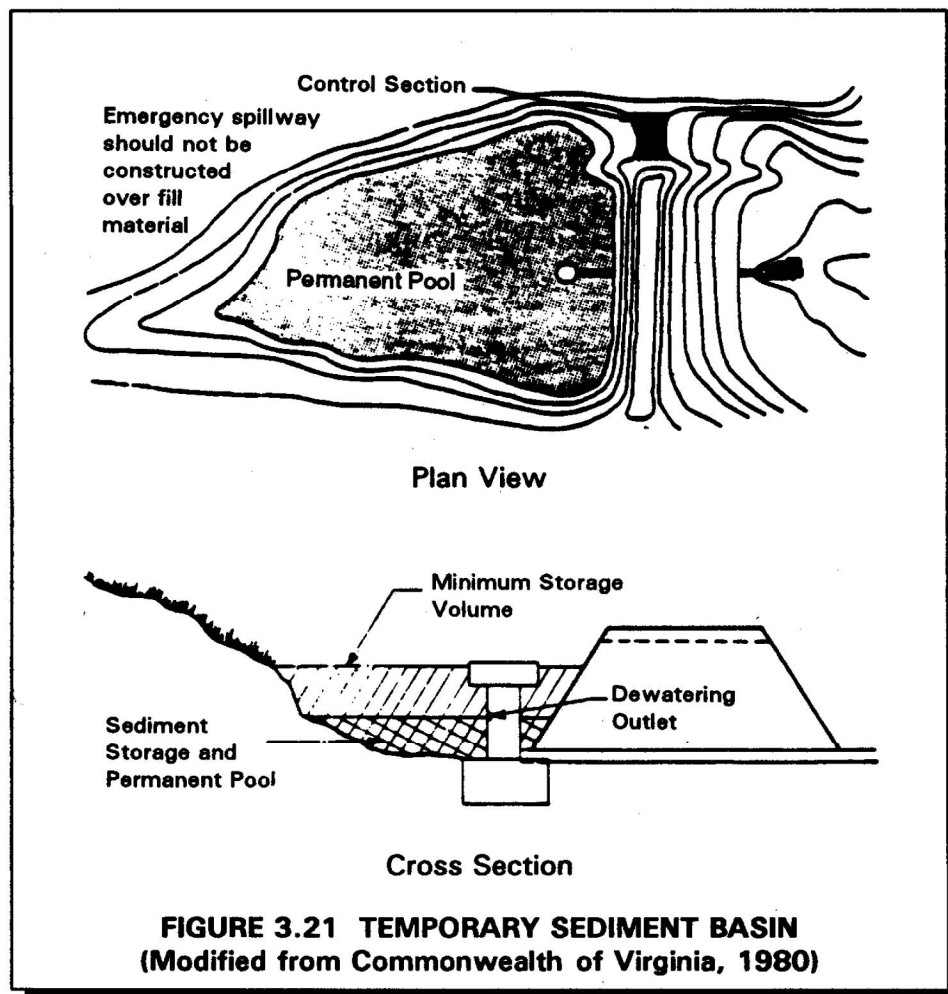 Control Section
Emergency spillway
should not be
constructed
over fill
material
Permanent Pool
Plan View
Minimum Storage
Volume
Dewatering
Outlet
Sediment
Storage and
Permanent Pool
Cross Section
FIGURE 3.21 TEMPORARY SEDIMENT BASIN
(Modified from Commonwealth of Virginia, 1980)